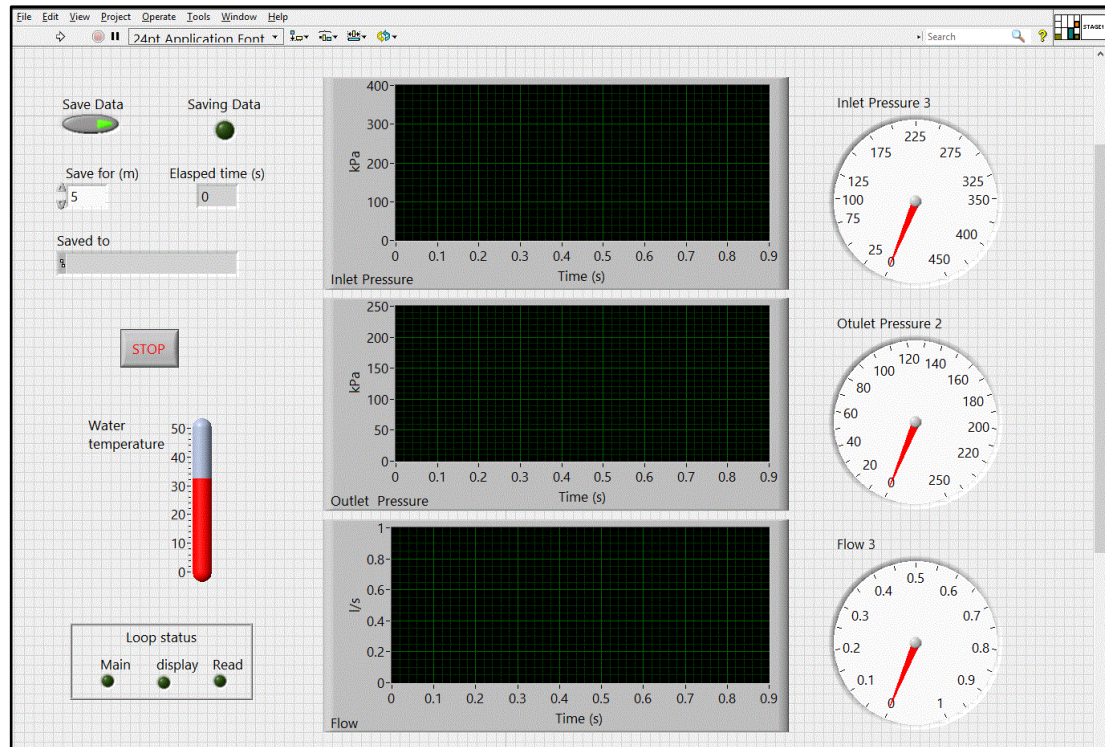 File Edit View Project Operate Tools Window Help
24pt Application Font
Search
?
STAGE1
Save Data
Saving Data
Save for (m)
Elasped time (s)
5
0
Saved to
STOP
Water
temperature
50
40
30
20
10
0
Loop status
Main display Read
400
300
200
100
0
kPa
0 0.1 0.2 0.3 0.4 0.5 0.6 0.7 0.8 0.9
Time (s)
Inlet Pressure
250
200
150
100
50
0
kPa
0 0.1 0.2 0.3 0.4 0.5 0.6 0.7 0.8 0.9
Time (s)
Outlet Pressure
1
0.8
0.6
0.4
0.2
0
l/s
0 0.1 0.2 0.3 0.4 0.5 0.6 0.7 0.8 0.9
Time (s)
Flow
Inlet Pressure 3
0 25 75 100 125 175 225 275 325 350 400 450
Otulet Pressure 2
0 20 40 60 80 100 120 140 160 180 200 220 250
Flow 3
0 0.1 0.2 0.3 0.4 0.5 0.6 0.7 0.8 0.9 1